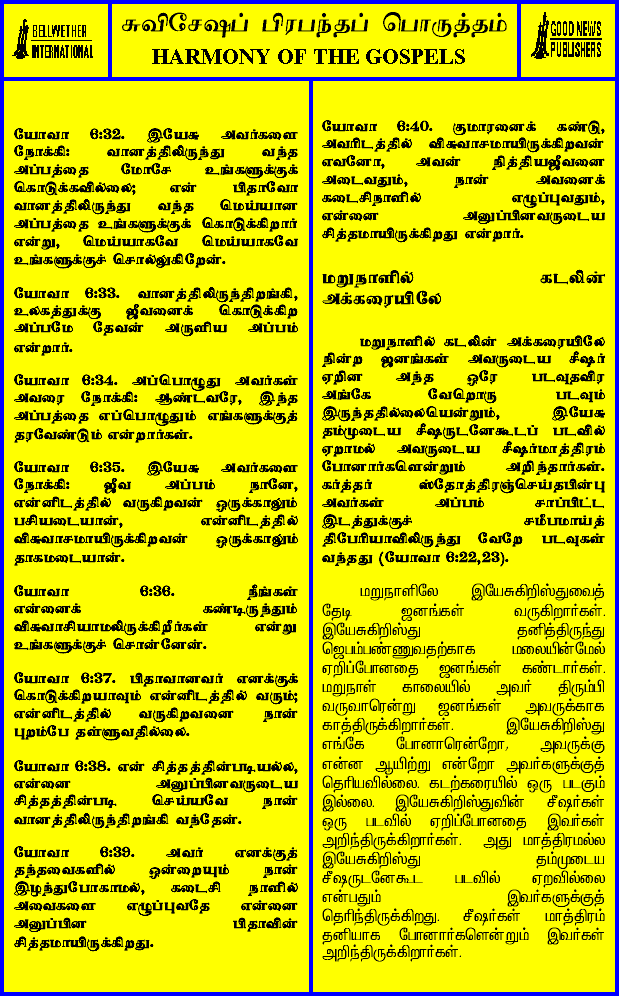 BELLWETHER
INTERNATIONAL
சுவிசேஷப் பிரபந்தப் பொருத்தம்
HARMONY OF THE GOSPELS
GOOD NEWS
PUBLISHERS
யோவா 6:32. இயேசு அவர்களை
நோக்கி: வானத்திலிருந்து வந்த
அப்பத்தை மோசே உங்களுக்குக்
கொடுக்கவில்லை; என் பிதாவோ
வானத்திலிருந்து வந்த மெய்யான
அப்பத்தை உங்களுக்குக் கொடுக்கிறார்
என்று, மெய்யாகவே மெய்யாகவே
உங்களுக்குச் சொல்லுகிறேன்.
யோவா 6:33. வானத்திலிருந்திறங்கி,
உலகத்துக்கு ஜீவனைக் கொடுக்கிற
அப்பமே தேவன் அருளிய அப்பம்
என்றார்.
யோவா 6:34. அப்பொழுது அவர்கள்
அவரை நோக்கி: ஆண்டவரே, இந்த
அப்பத்தை எப்பொழுதும் எங்களுக்குத்
தரவேண்டும் என்றார்கள்.
யோவா 6:35. இயேசு அவர்களை
நோக்கி: ஜீவ அப்பம் நானே,
என்னிடத்தில் வருகிறவன் ஒருக்காலும்
பசியடையான், என்னிடத்தில்
விசுவாசமாயிருக்கிறவன் ஒருக்காலும்
தாகமடையான்.
யோவா 6:36. நீங்கள்
என்னைக் கண்டிருந்தும்
விசுவாசியாமலிருக்கிறீர்கள் என்று
உங்களுக்குச் சொன்னேன்.
யோவா 6:37. பிதாவானவர் எனக்குக்
கொடுக்கிறயாவும் என்னிடத்தில் வரும்;
என்னிடத்தில் வருகிறவனை நான்
புறம்பே தள்ளுவதில்லை.
யோவா 6:38. என் சித்தத்தின்படியல்ல,
என்னை அனுப்பினவருடைய
சித்தத்தின்படி செய்யவே நான்
வானத்திலிருந்திறங்கி வந்தேன்.
யோவா 6:39. அவர் எனக்குத்
தந்தவைகளில் ஒன்றையும் நான்
இழந்துபோகாமல், கடைசி நாளில்
அவைகளை எழுப்புவதே என்னை
அனுப்பின பிதாவின்
சித்தமாயிருக்கிறது.
யோவா 6:40. குமாரனைக் கண்டு,
அவரிடத்தில் விசுவாசமாயிருக்கிறவன்
எவனோ, அவன் நித்தியஜீவனை
அடைவதும், நான் அவனைக்
கடைசிநாளில் எழுப்புவதும்,
என்னை அனுப்பினவருடைய
சித்தமாயிருக்கிறது என்றார்.
மறுநாளில் கடலின்
அக்கரையிலே
மறுநாளில் கடலின் அக்கரையிலே
நின்ற ஜனங்கள் அவருடைய சீஷர்
ஏறின அந்த ஒரே படவுதவிர
அங்கே வேறொரு படவும்
இருந்ததில்லையென்றும், இயேசு
தம்முடைய சீஷருடனேகூடப் படவில்
ஏறாமல் அவருடைய சீஷர்மாத்திரம்
போனார்களென்றும் அறிந்தார்கள்.
கர்த்தர் ஸ்தோத்திரஞ்செய்தபின்பு
அவர்கள் அப்பம் சாப்பிட்ட
இடத்துக்குச் சமீபமாய்த்
திபேரியாவிலிருந்து வேறே படவுகள்
வந்தது (யோவா 6:22,23).
மறுநாளிலே இயேசுகிறிஸ்துவைத்
தேடி ஜனங்கள் வருகிறார்கள்.
இயேசுகிறிஸ்து தனித்திருந்து
ஜெபம்பண்ணுவதற்காக மலையின்மேல்
ஏறிப்போனதை ஜனங்கள் கண்டார்கள்.
மறுநாள் காலையில் அவர் திரும்பி
வருவாரென்று ஜனங்கள் அவருக்காக
காத்திருக்கிறார்கள். இயேசுகிறிஸ்து
எங்கே போனாரென்றோ, அவருக்கு
என்ன ஆயிற்று என்றோ அவர்களுக்குத்
தெரியவில்லை. கடற்கரையில் ஒரு படகும்
இல்லை. இயேசுகிறிஸ்துவின் சீஷர்கள்
ஒரு படவில் ஏறிப்போனதை இவர்கள்
அறிந்திருக்கிறார்கள். அது மாத்திரமல்ல
இயேசுகிறிஸ்து தம்முடைய
சீஷருடனேகூட படவில் ஏறவில்லை
என்பதும் இவர்களுக்குத்
தெரிந்திருக்கிறது. சீஷர்கள் மாத்திரம்
தனியாக போனார்களென்றும் இவர்கள்
அறிந்திருக்கிறார்கள்.